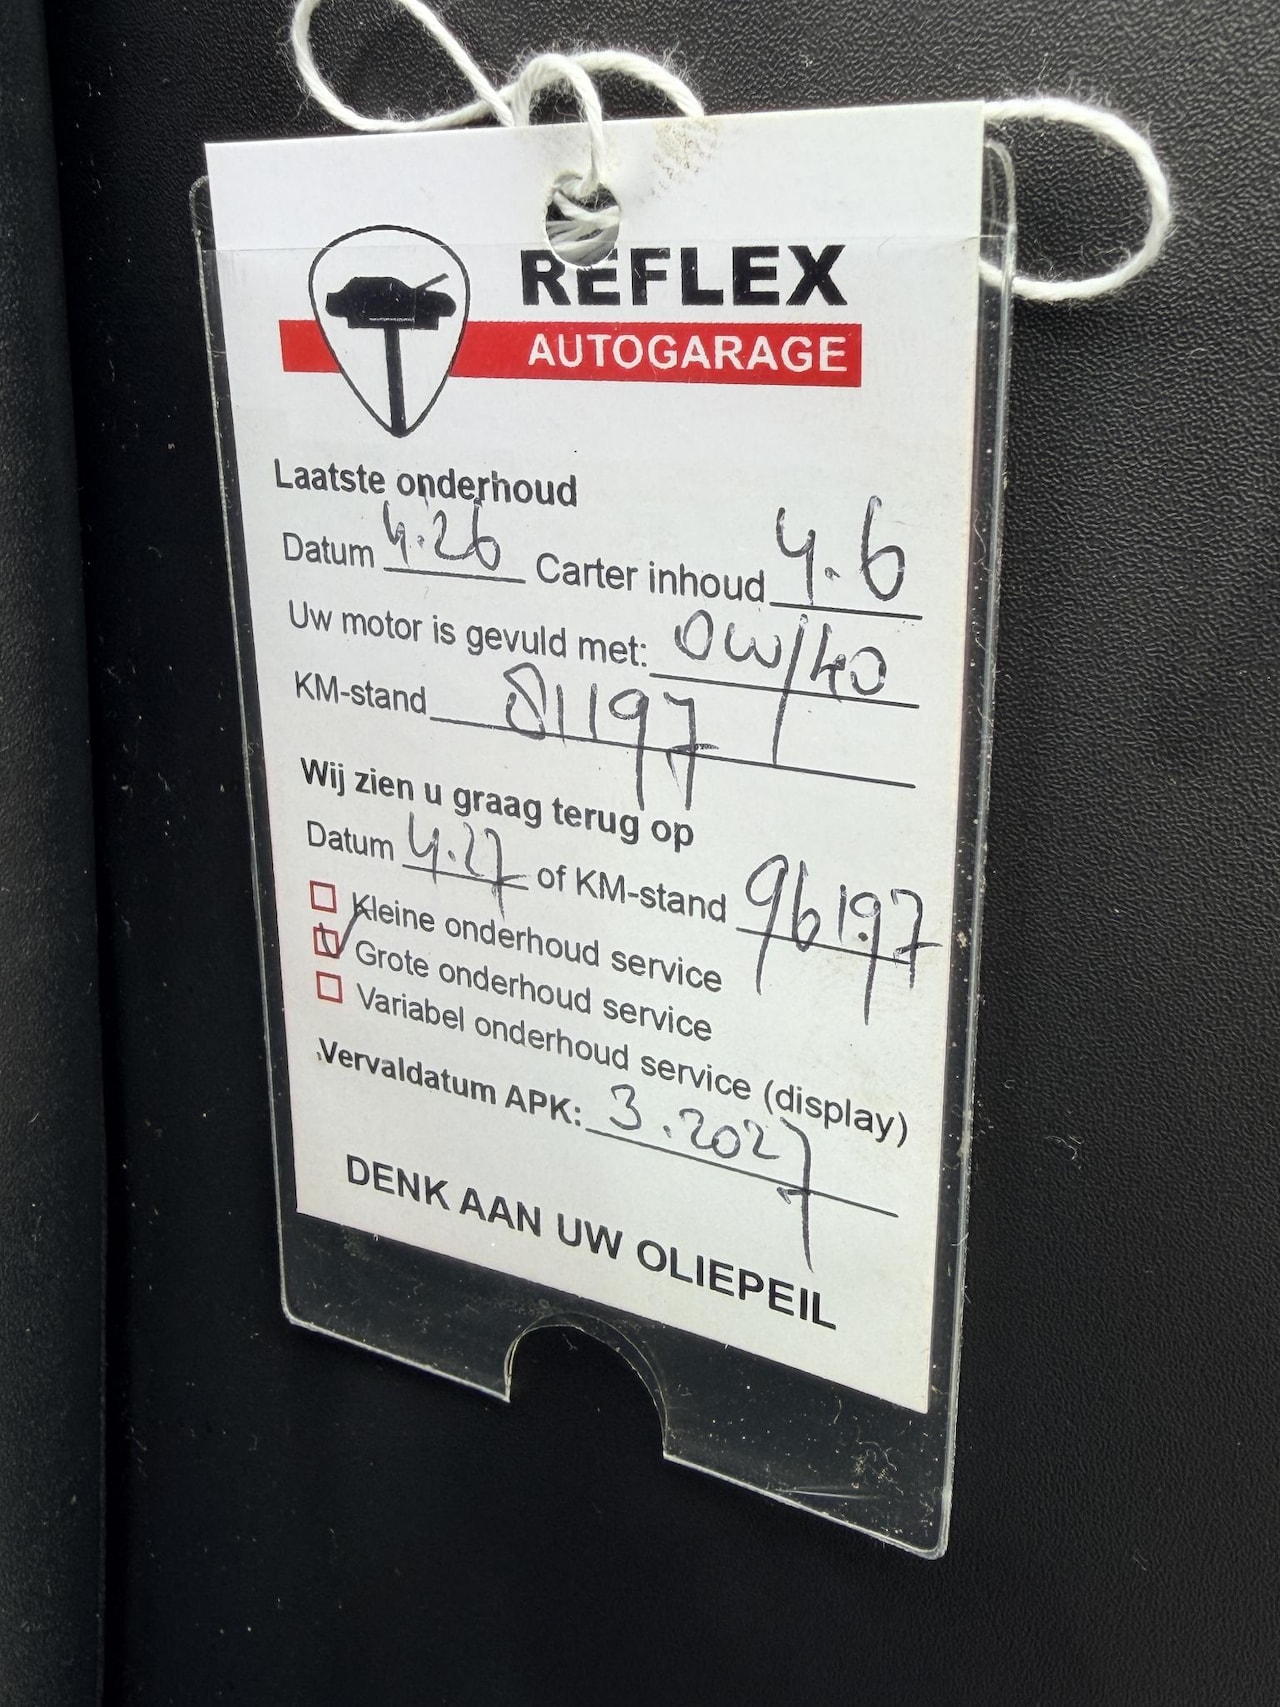 REFLEX
AUTOGARAGE
Laatste onderhoud
Datum 4.26 Carter inhoud 4.6
Uw motor is gevuld met: 0W/40
KM-stand 81197
Wij zien u graag terug op
Datum 4.27 of KM-stand 96197
Kleine onderhoud service
Grote onderhoud service
Variabel onderhoud service (display)
Vervaldatum APK: 3.2027
DENK AAN UW OLIEPEIL